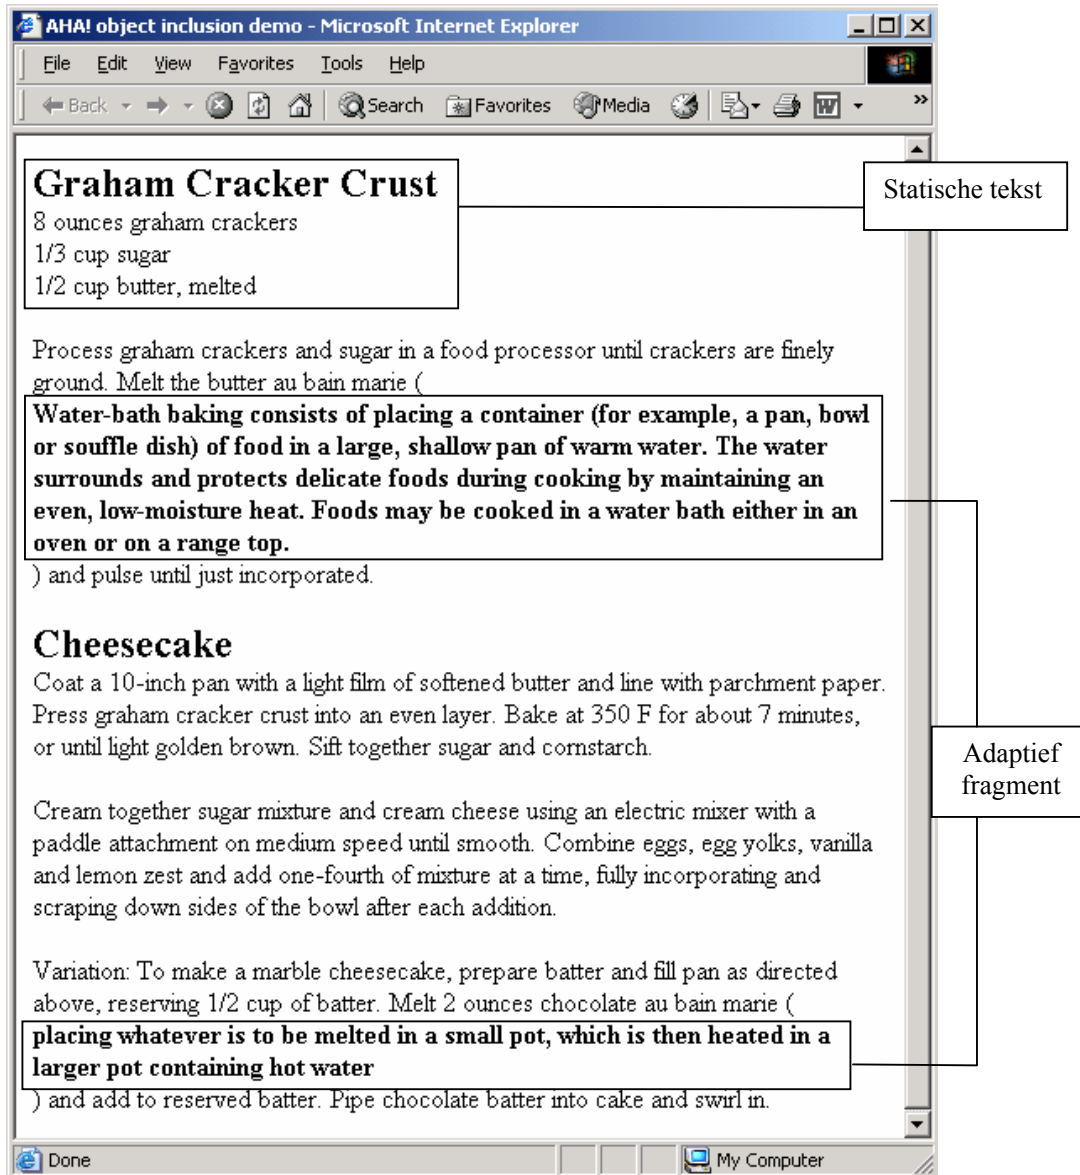 AHA! object inclusion demo - Microsoft Internet Explorer
File Edit View Favorites Tools Help
Back Search Favorites Media »
Graham Cracker Crust
8 ounces graham crackers
1/3 cup sugar
1/2 cup butter, melted
Statische tekst
Process graham crackers and sugar in a food processor until crackers are finely
ground. Melt the butter au bain marie (
Water-bath baking consists of placing a container (for example, a pan, bowl
or souffle dish) of food in a large, shallow pan of warm water. The water
surrounds and protects delicate foods during cooking by maintaining an
even, low-moisture heat. Foods may be cooked in a water bath either in an
oven or on a range top.
) and pulse until just incorporated.
Cheesecake
Coat a 10-inch pan with a light film of softened butter and line with parchment paper.
Press graham cracker crust into an even layer. Bake at 350 F for about 7 minutes,
or until light golden brown. Sift together sugar and cornstarch.
Adaptief
fragment
Cream together sugar mixture and cream cheese using an electric mixer with a
paddle attachment on medium speed until smooth. Combine eggs, egg yolks, vanilla
and lemon zest and add one-fourth of mixture at a time, fully incorporating and
scraping down sides of the bowl after each addition.
Variation: To make a marble cheesecake, prepare batter and fill pan as directed
above, reserving 1/2 cup of batter. Melt 2 ounces chocolate au bain marie (
placing whatever is to be melted in a small pot, which is then heated in a
larger pot containing hot water
) and add to reserved batter. Pipe chocolate batter into cake and swirl in.
Done My Computer